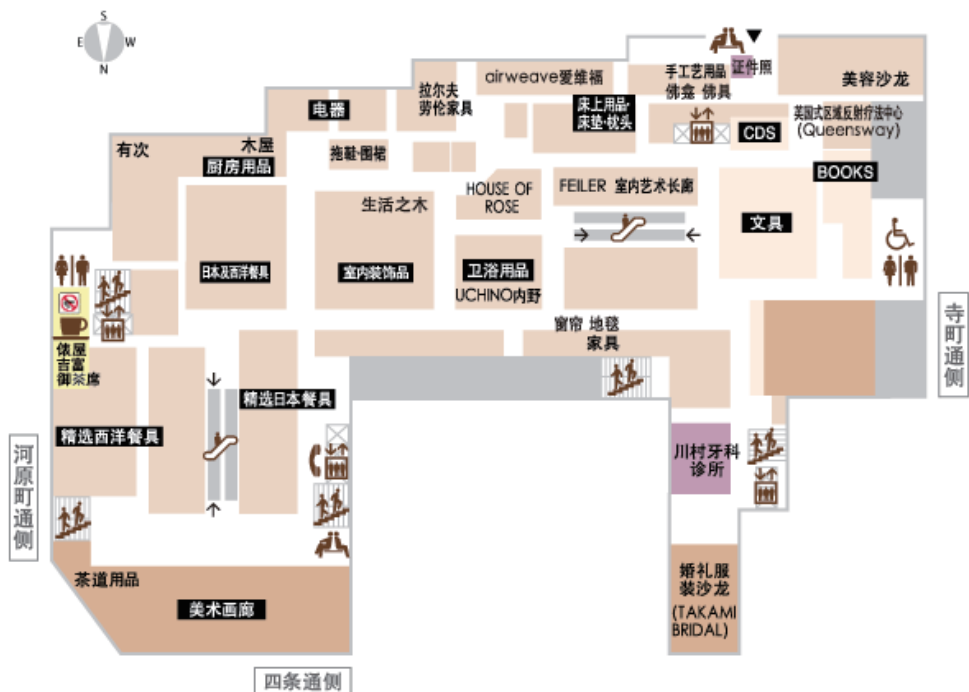 S
E W
N
airweave爱维福
手工艺用品
佛龛 佛具
证件照
美容沙龙
拉尔夫
劳伦家具
电器
床上用品·
床垫·枕头
CDS
英国式区域反射疗法中心
(Queensway)
有次
木屋
厨房用品
拖鞋·围裙
BOOKS
HOUSE OF
ROSE
FEILER 室内艺术长廊
生活之木
文具
日本及西洋餐具
室内装饰品
卫浴用品
UCHINO内野
寺町通侧
窗帘 地毯
家具
俵屋
吉富
御茶席
精选日本餐具
精选西洋餐具
河原町通侧
川村牙科
诊所
茶道用品
美术画廊
婚礼服
装沙龙
(TAKAMI
BRIDAL)
四条通侧